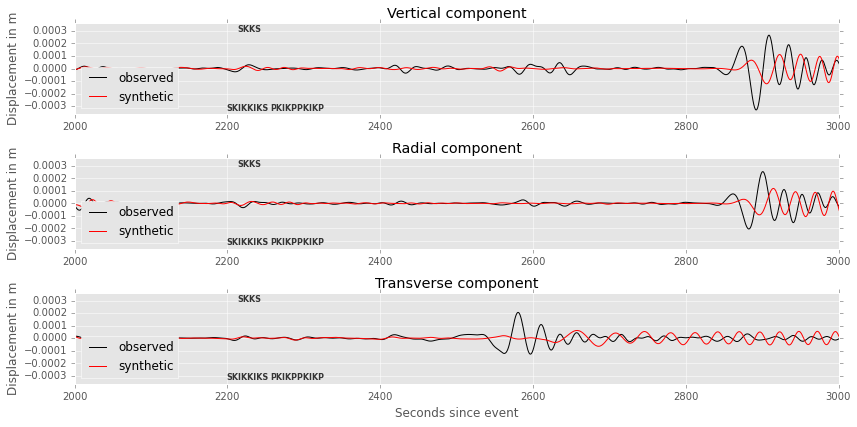 Vertical component
Displacement in m
0.0003
0.0002
0.0001
0.0000
−0.0001
−0.0002
−0.0003
SKKS
observed
synthetic
SKIKKIKS PKIKPPKIKP
2000 2200 2400 2600 2800 3000
Radial component
Displacement in m
0.0003
0.0002
0.0001
0.0000
−0.0001
−0.0002
−0.0003
SKKS
observed
synthetic
SKIKKIKS PKIKPPKIKP
2000 2200 2400 2600 2800 3000
Transverse component
Displacement in m
0.0003
0.0002
0.0001
0.0000
−0.0001
−0.0002
−0.0003
SKKS
observed
synthetic
SKIKKIKS PKIKPPKIKP
2000 2200 2400 2600 2800 3000
Seconds since event